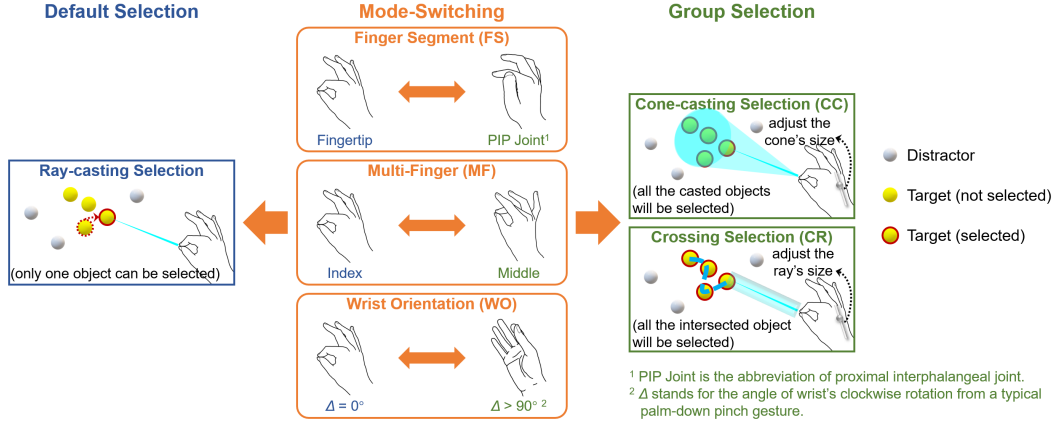 Default Selection
Mode-Switching
Group Selection
Ray-casting Selection
(only one object can be selected)
Finger Segment (FS)
Fingertip
PIP Joint¹
Multi-Finger (MF)
Index
Middle
Wrist Orientation (WO)
Δ = 0°
Δ > 90° ²
Cone-casting Selection (CC)
adjust the
cone's size
(all the casted objects
will be selected)
Crossing Selection (CR)
adjust the
ray's size
(all the intersected object
will be selected)
Distractor
Target (not selected)
Target (selected)
¹ PIP Joint is the abbreviation of proximal interphalangeal joint.
² Δ stands for the angle of wrist's clockwise rotation from a typical
palm-down pinch gesture.